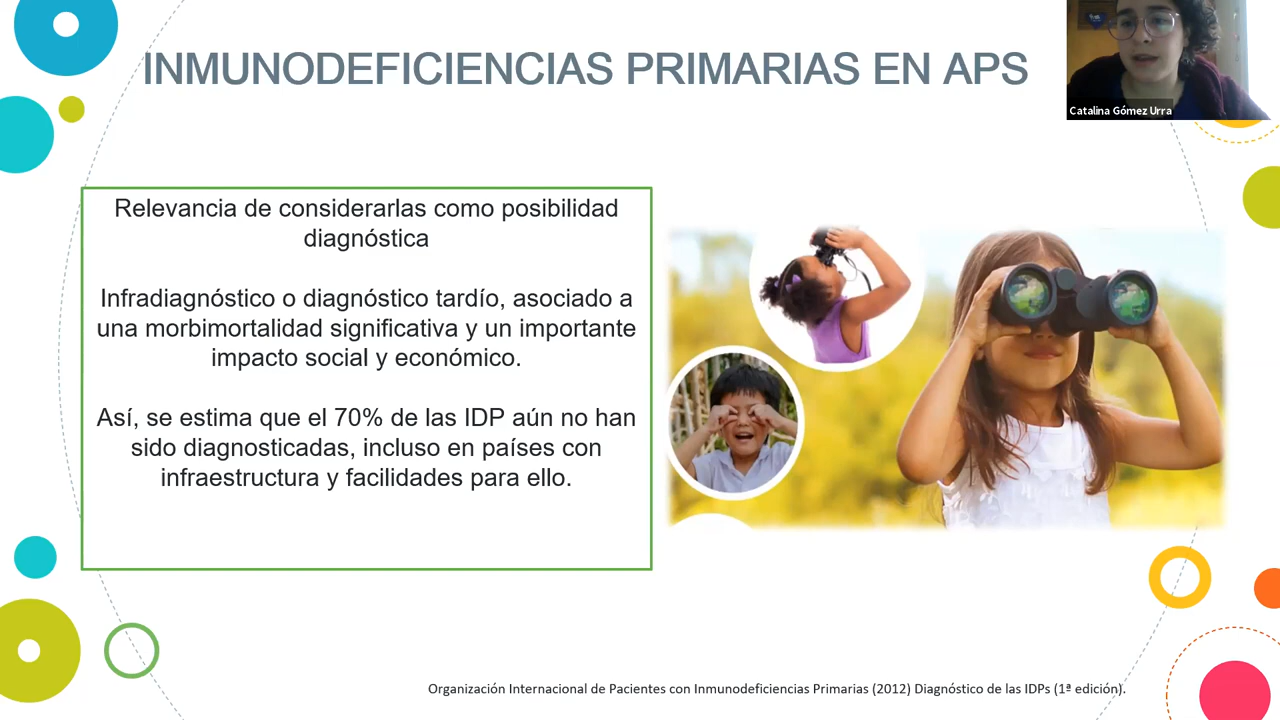 INMUNODEFICIENCIAS PRIMARIAS EN APS
Catalina Gómez Urra
Relevancia de considerarlas como posibilidad
diagnóstica
Infradiagnóstico o diagnóstico tardío, asociado a
una morbimortalidad significativa y un importante
impacto social y económico.
Así, se estima que el 70% de las IDP aún no han
sido diagnosticadas, incluso en países con
infraestructura y facilidades para ello.
Organización Internacional de Pacientes con Inmunodeficiencias Primarias (2012) Diagnóstico de las IDPs (1ª edición).